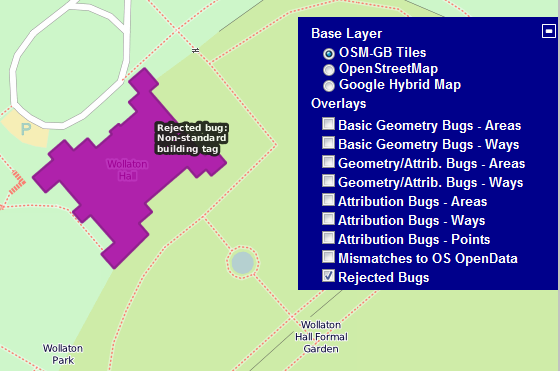 Base Layer
OSM-GB Tiles
OpenStreetMap
Google Hybrid Map
Overlays
Basic Geometry Bugs - Areas
Basic Geometry Bugs - Ways
Geometry/Attrib. Bugs - Areas
Geometry/Attrib. Bugs - Ways
Attribution Bugs - Areas
Attribution Bugs - Ways
Attribution Bugs - Points
Mismatches to OS OpenData
Rejected Bugs
P
Rejected bug:
Non-standard
building tag
Wollaton
Hall
Wollaton
Hall Formal
Garden
Wollaton
Park